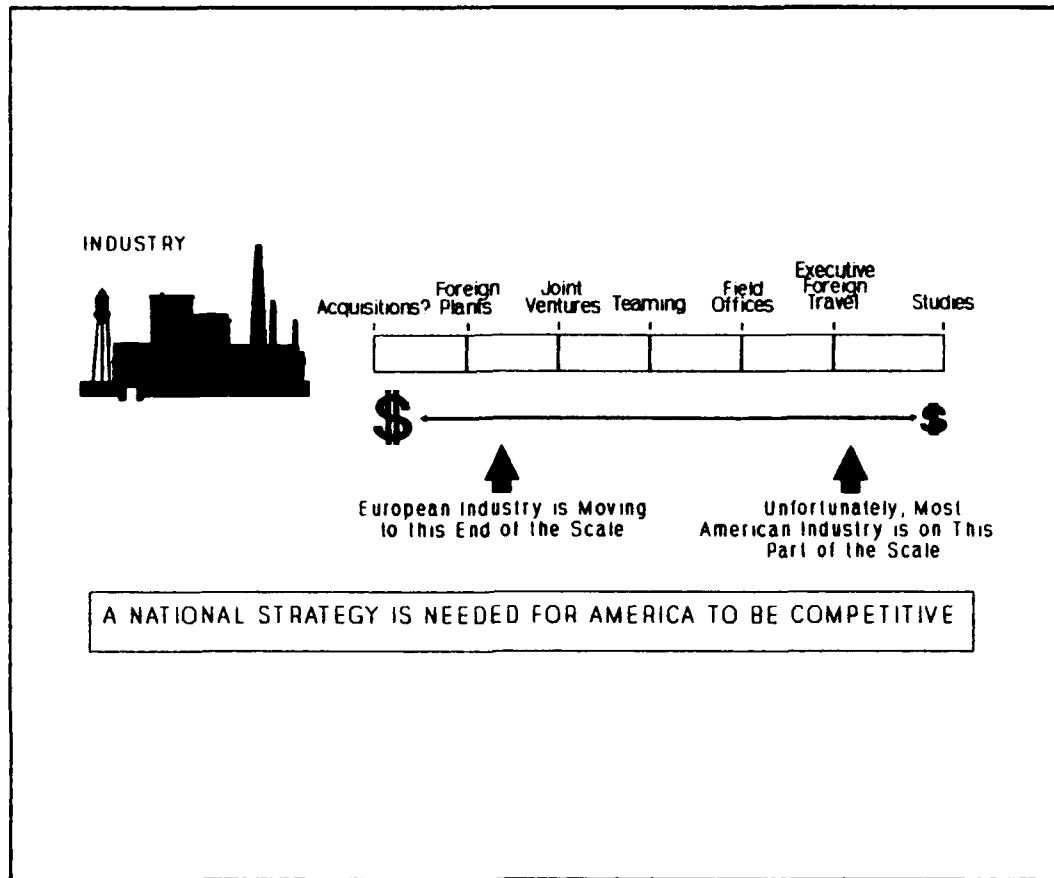 INDUSTRY
Acquisitions?
Foreign
Plants
Joint
Ventures
Teaming
Field
Offices
Executive
Foreign
Travel
Studies
$
$
European Industry is Moving
to this End of the Scale
Unfortunately, Most
American Industry is on This
Part of the Scale
A NATIONAL STRATEGY IS NEEDED FOR AMERICA TO BE COMPETITIVE